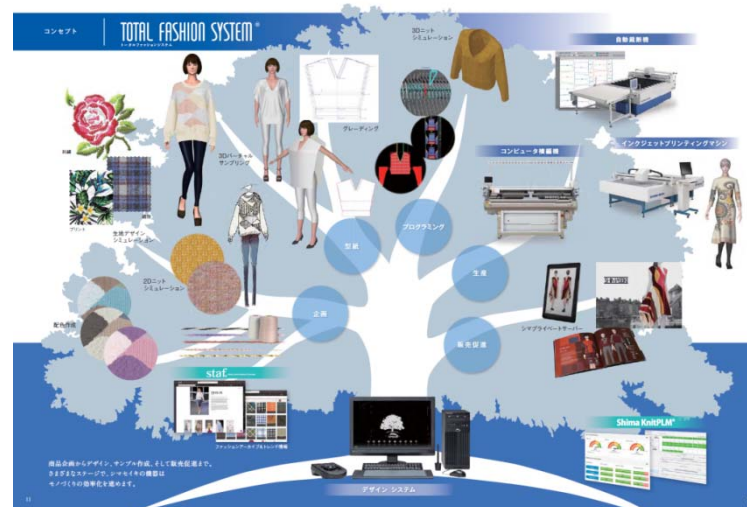 コンセプト
TOTAL FASHION SYSTEM®
トータルファッションシステム
3Dニット
シミュレーション
自動裁断機
グレーディング
刺繍
3Dバーチャル
サンプリング
コンピュータ横編機
インクジェットプリンティングマシン
プリント
織物
生地デザイン
シミュレーション
型紙
プログラミング
2Dニット
シミュレーション
生産
企画
配色作成
シマプライベートサーバー
販売促進
staf.
ファッションアーカイブ&トレンド情報
Shima KnitPLM®
商品企画からデザイン、サンプル作成、そして販売促進まで。
さまざまなステージで、シマセイキの機器は
モノづくりの効率化を進めます。
デザイン システム
11